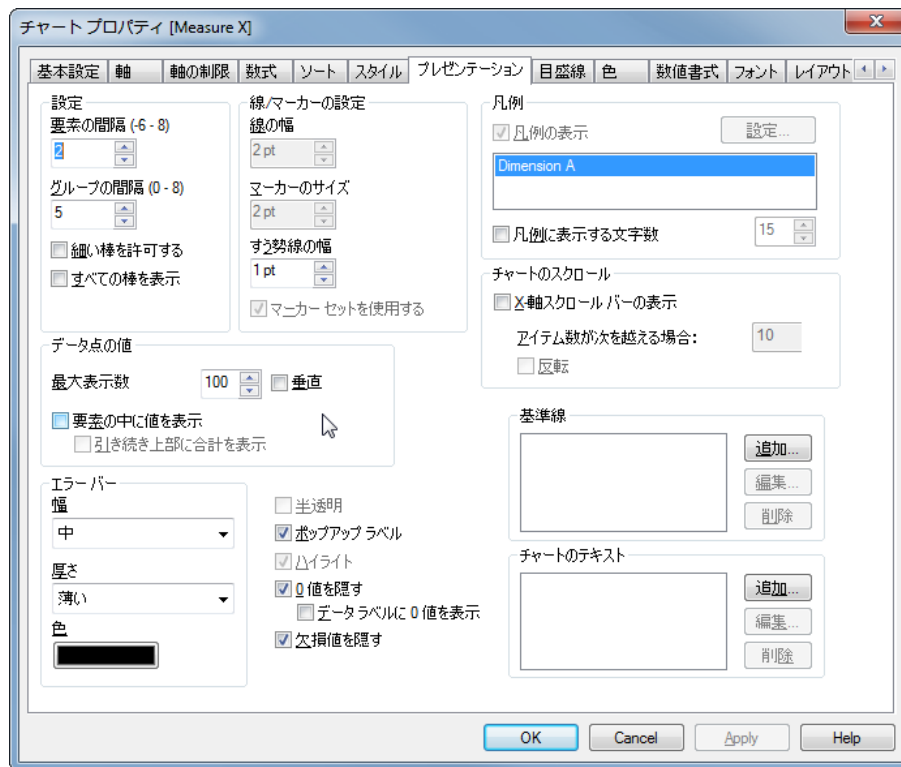 チャート プロパティ [Measure X]
基本設定 軸 軸の制限 数式 ソート スタイル プレゼンテーション 目盛線 色 数値書式 フォント レイアウト
設定
要素の間隔 (-6 - 8)
2
グループの間隔 (0 - 8)
5
細い棒を許可する
すべての棒を表示
線/マーカーの設定
線の幅
2 pt
マーカーのサイズ
2 pt
すう勢線の幅
1 pt
マーカー セットを使用する
凡例
凡例の表示
設定...
Dimension A
凡例に表示する文字数
15
チャートのスクロール
X-軸スクロール バーの表示
アイテム数が次を越える場合:
10
反転
データ点の値
最大表示数
100
垂直
要素の中に値を表示
引き続き上部に合計を表示
エラー バー
幅
中
厚さ
薄い
色
半透明
ポップアップ ラベル
ハイライト
0 値を隠す
データ ラベルに 0 値を表示
欠損値を隠す
基準線
追加...
編集...
削除
チャートのテキスト
追加...
編集...
削除
OK
Cancel
Apply
Help